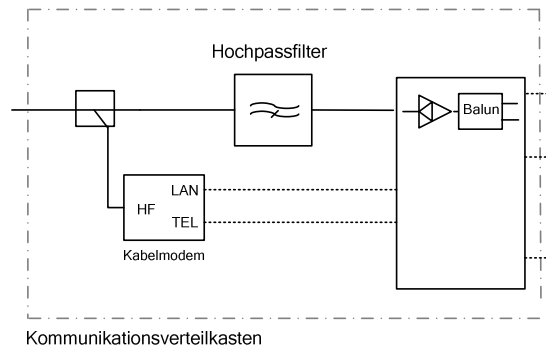 Hochpassfilter
Balun
LAN
HF
TEL
Kabelmodem
Kommunikationsverteilkasten